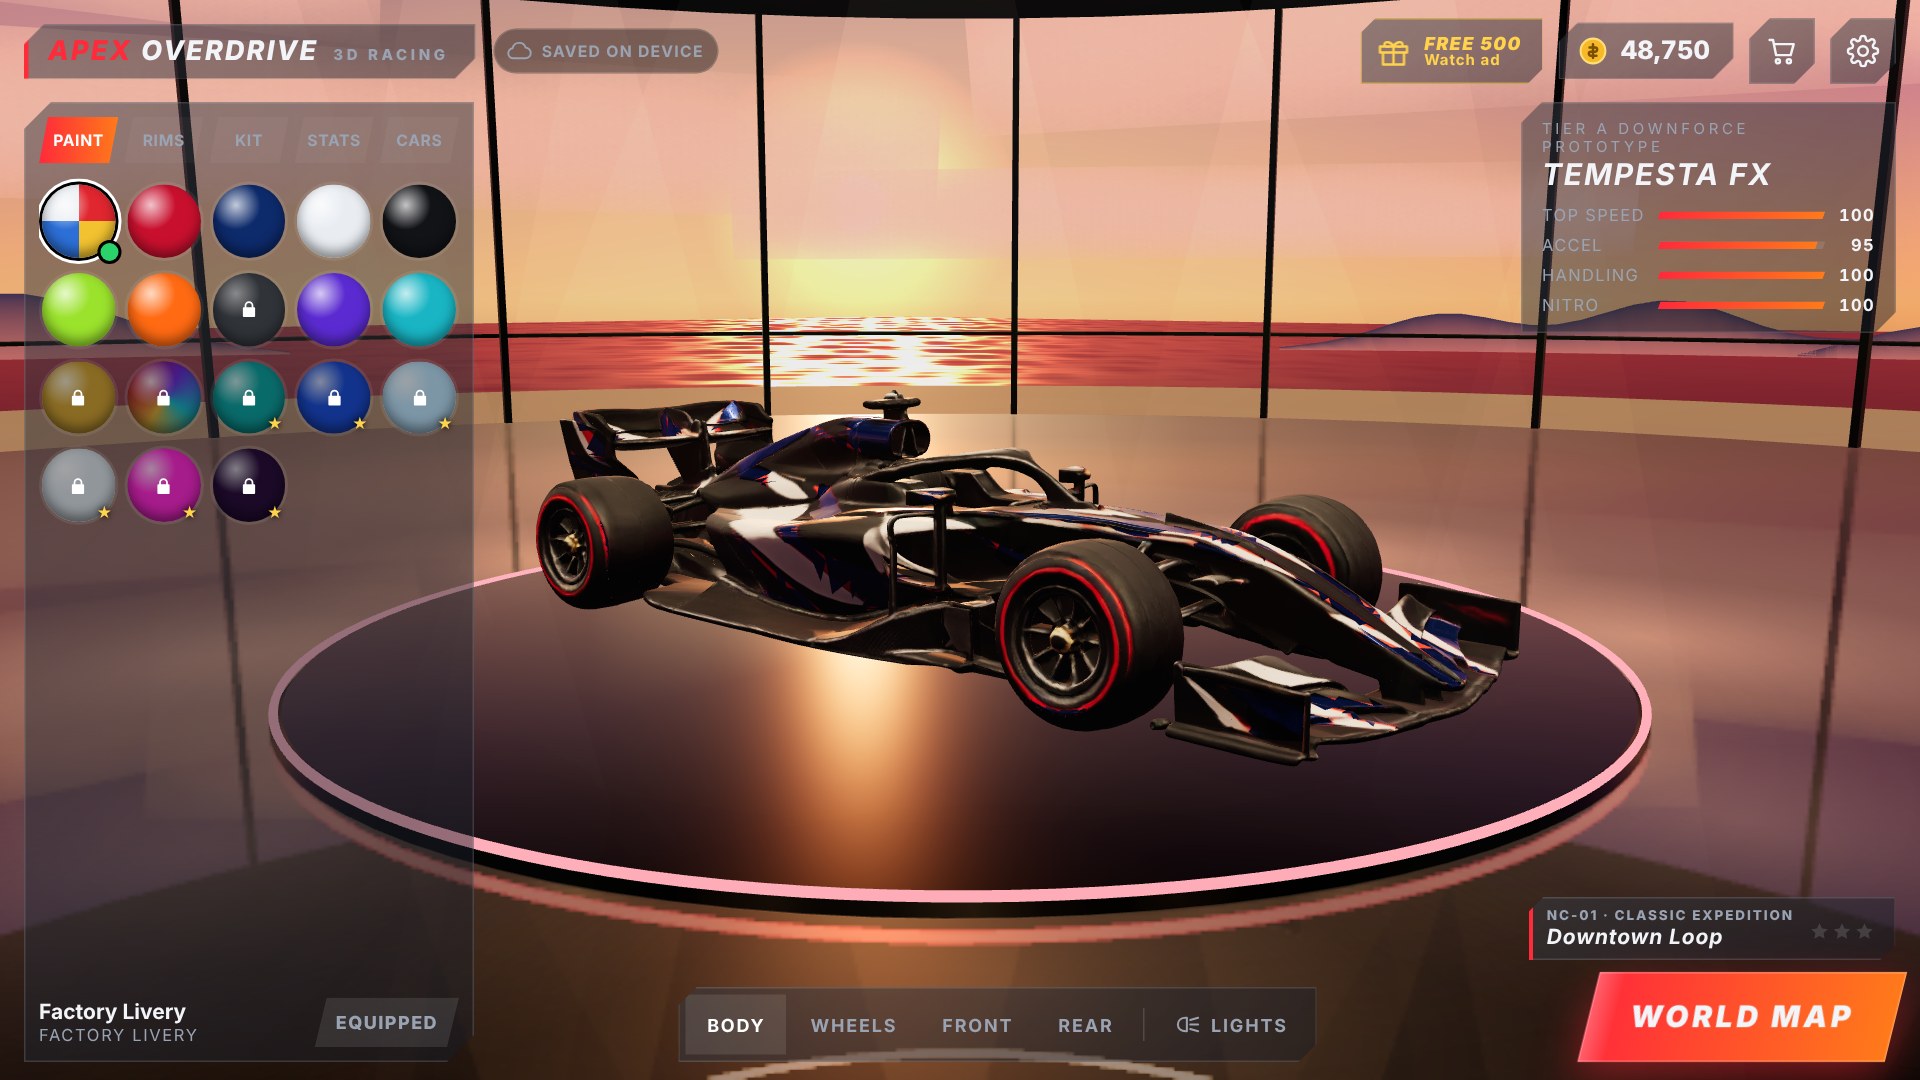 APEX OVERDRIVE 3D RACING
SAVED ON DEVICE
FREE 500
Watch ad
48,750
PAINT
RIMS
KIT
STATS
CARS
TIER A DOWNFORCE
PROTOTYPE
TEMPESTA FX
TOP SPEED 100
ACCEL 95
HANDLING 100
NITRO 100
NC-01 · CLASSIC EXPEDITION
Downtown Loop
Factory Livery
FACTORY LIVERY
EQUIPPED
BODY
WHEELS
FRONT
REAR
LIGHTS
WORLD MAP